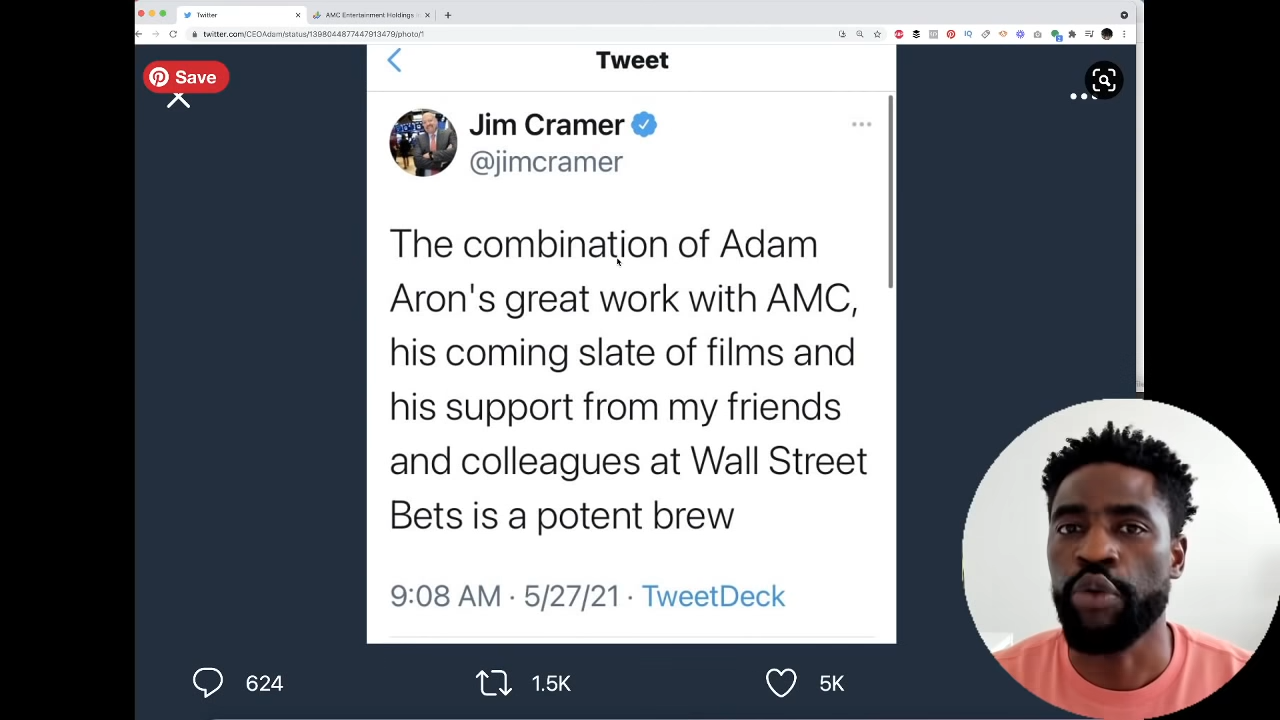 Twitter
AMC Entertainment Holdings
twitter.com/CEOAdam/status/1398044877447913479/photo/1
Tweet
Save
Jim Cramer
@jimcramer
The combination of Adam
Aron's great work with AMC,
his coming slate of films and
his support from my friends
and colleagues at Wall Street
Bets is a potent brew
9:08 AM · 5/27/21 · TweetDeck
624
1.5K
5K